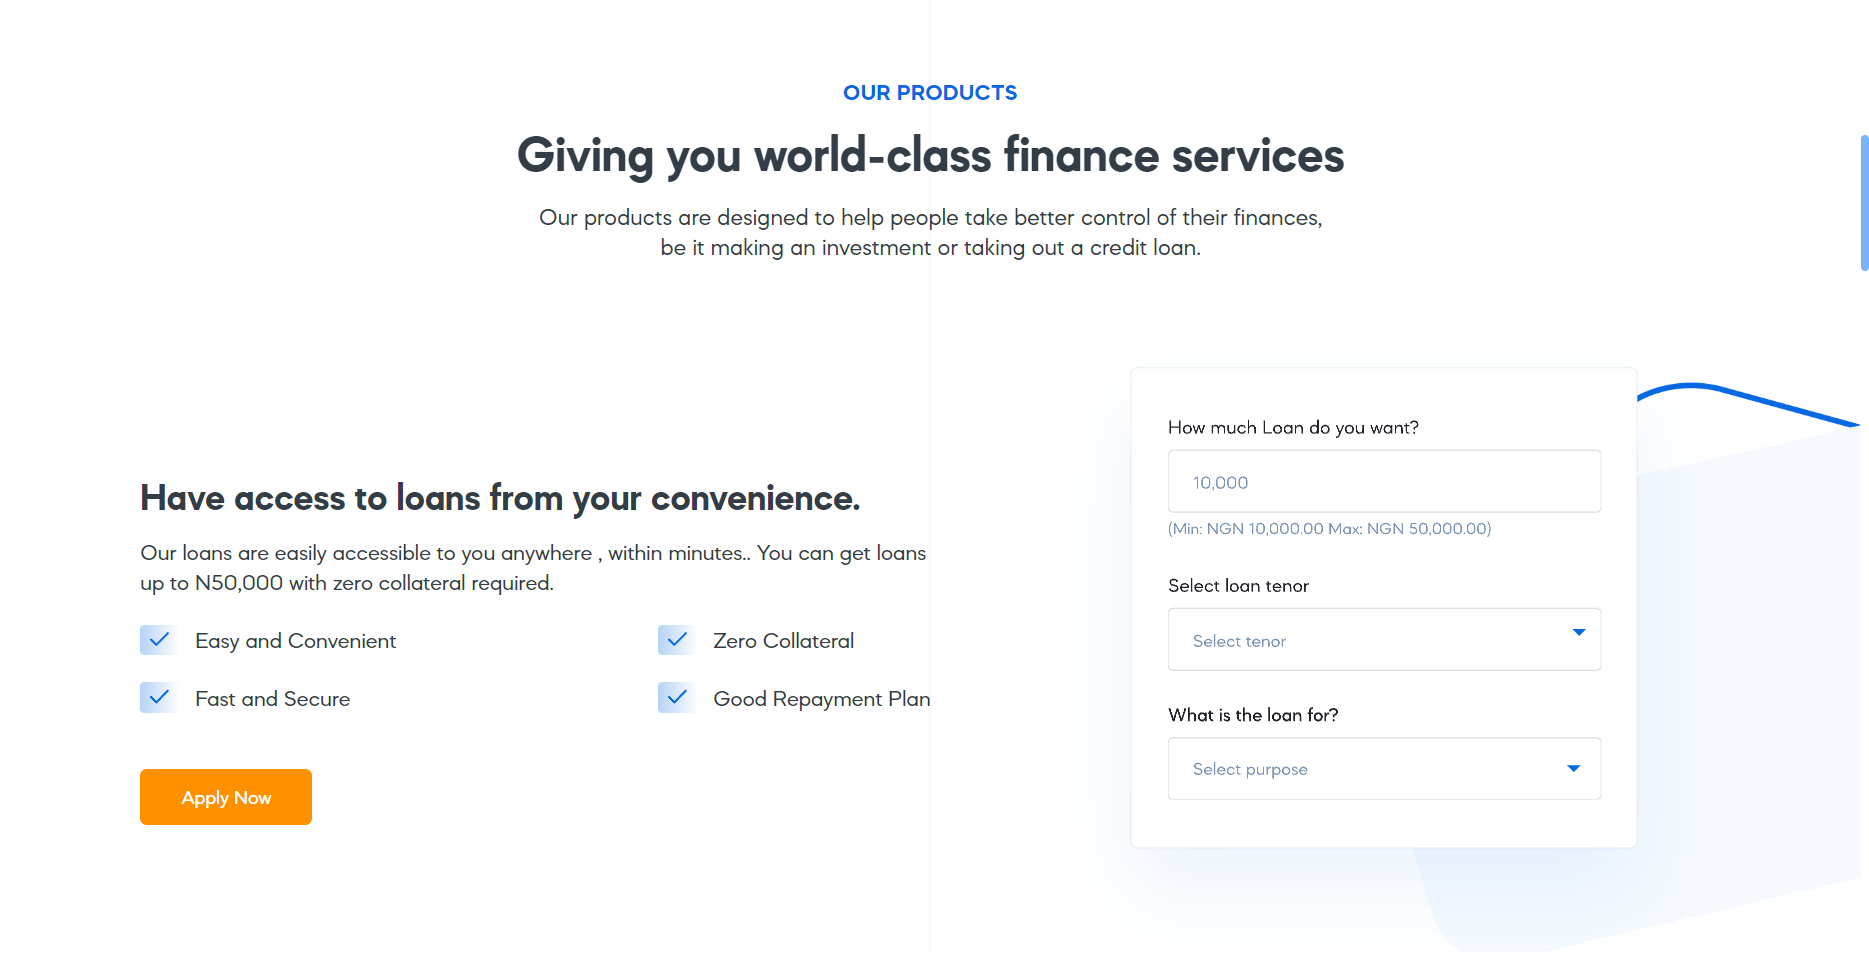 OUR PRODUCTS
Giving you world-class finance services
Our products are designed to help people take better control of their finances,
be it making an investment or taking out a credit loan.
Have access to loans from your convenience.
Our loans are easily accessible to you anywhere , within minutes.. You can get loans
up to N50,000 with zero collateral required.
Easy and Convenient
Zero Collateral
Fast and Secure
Good Repayment Plan
Apply Now
How much Loan do you want?
10,000
(Min: NGN 10,000.00 Max: NGN 50,000.00)
Select loan tenor
Select tenor
What is the loan for?
Select purpose